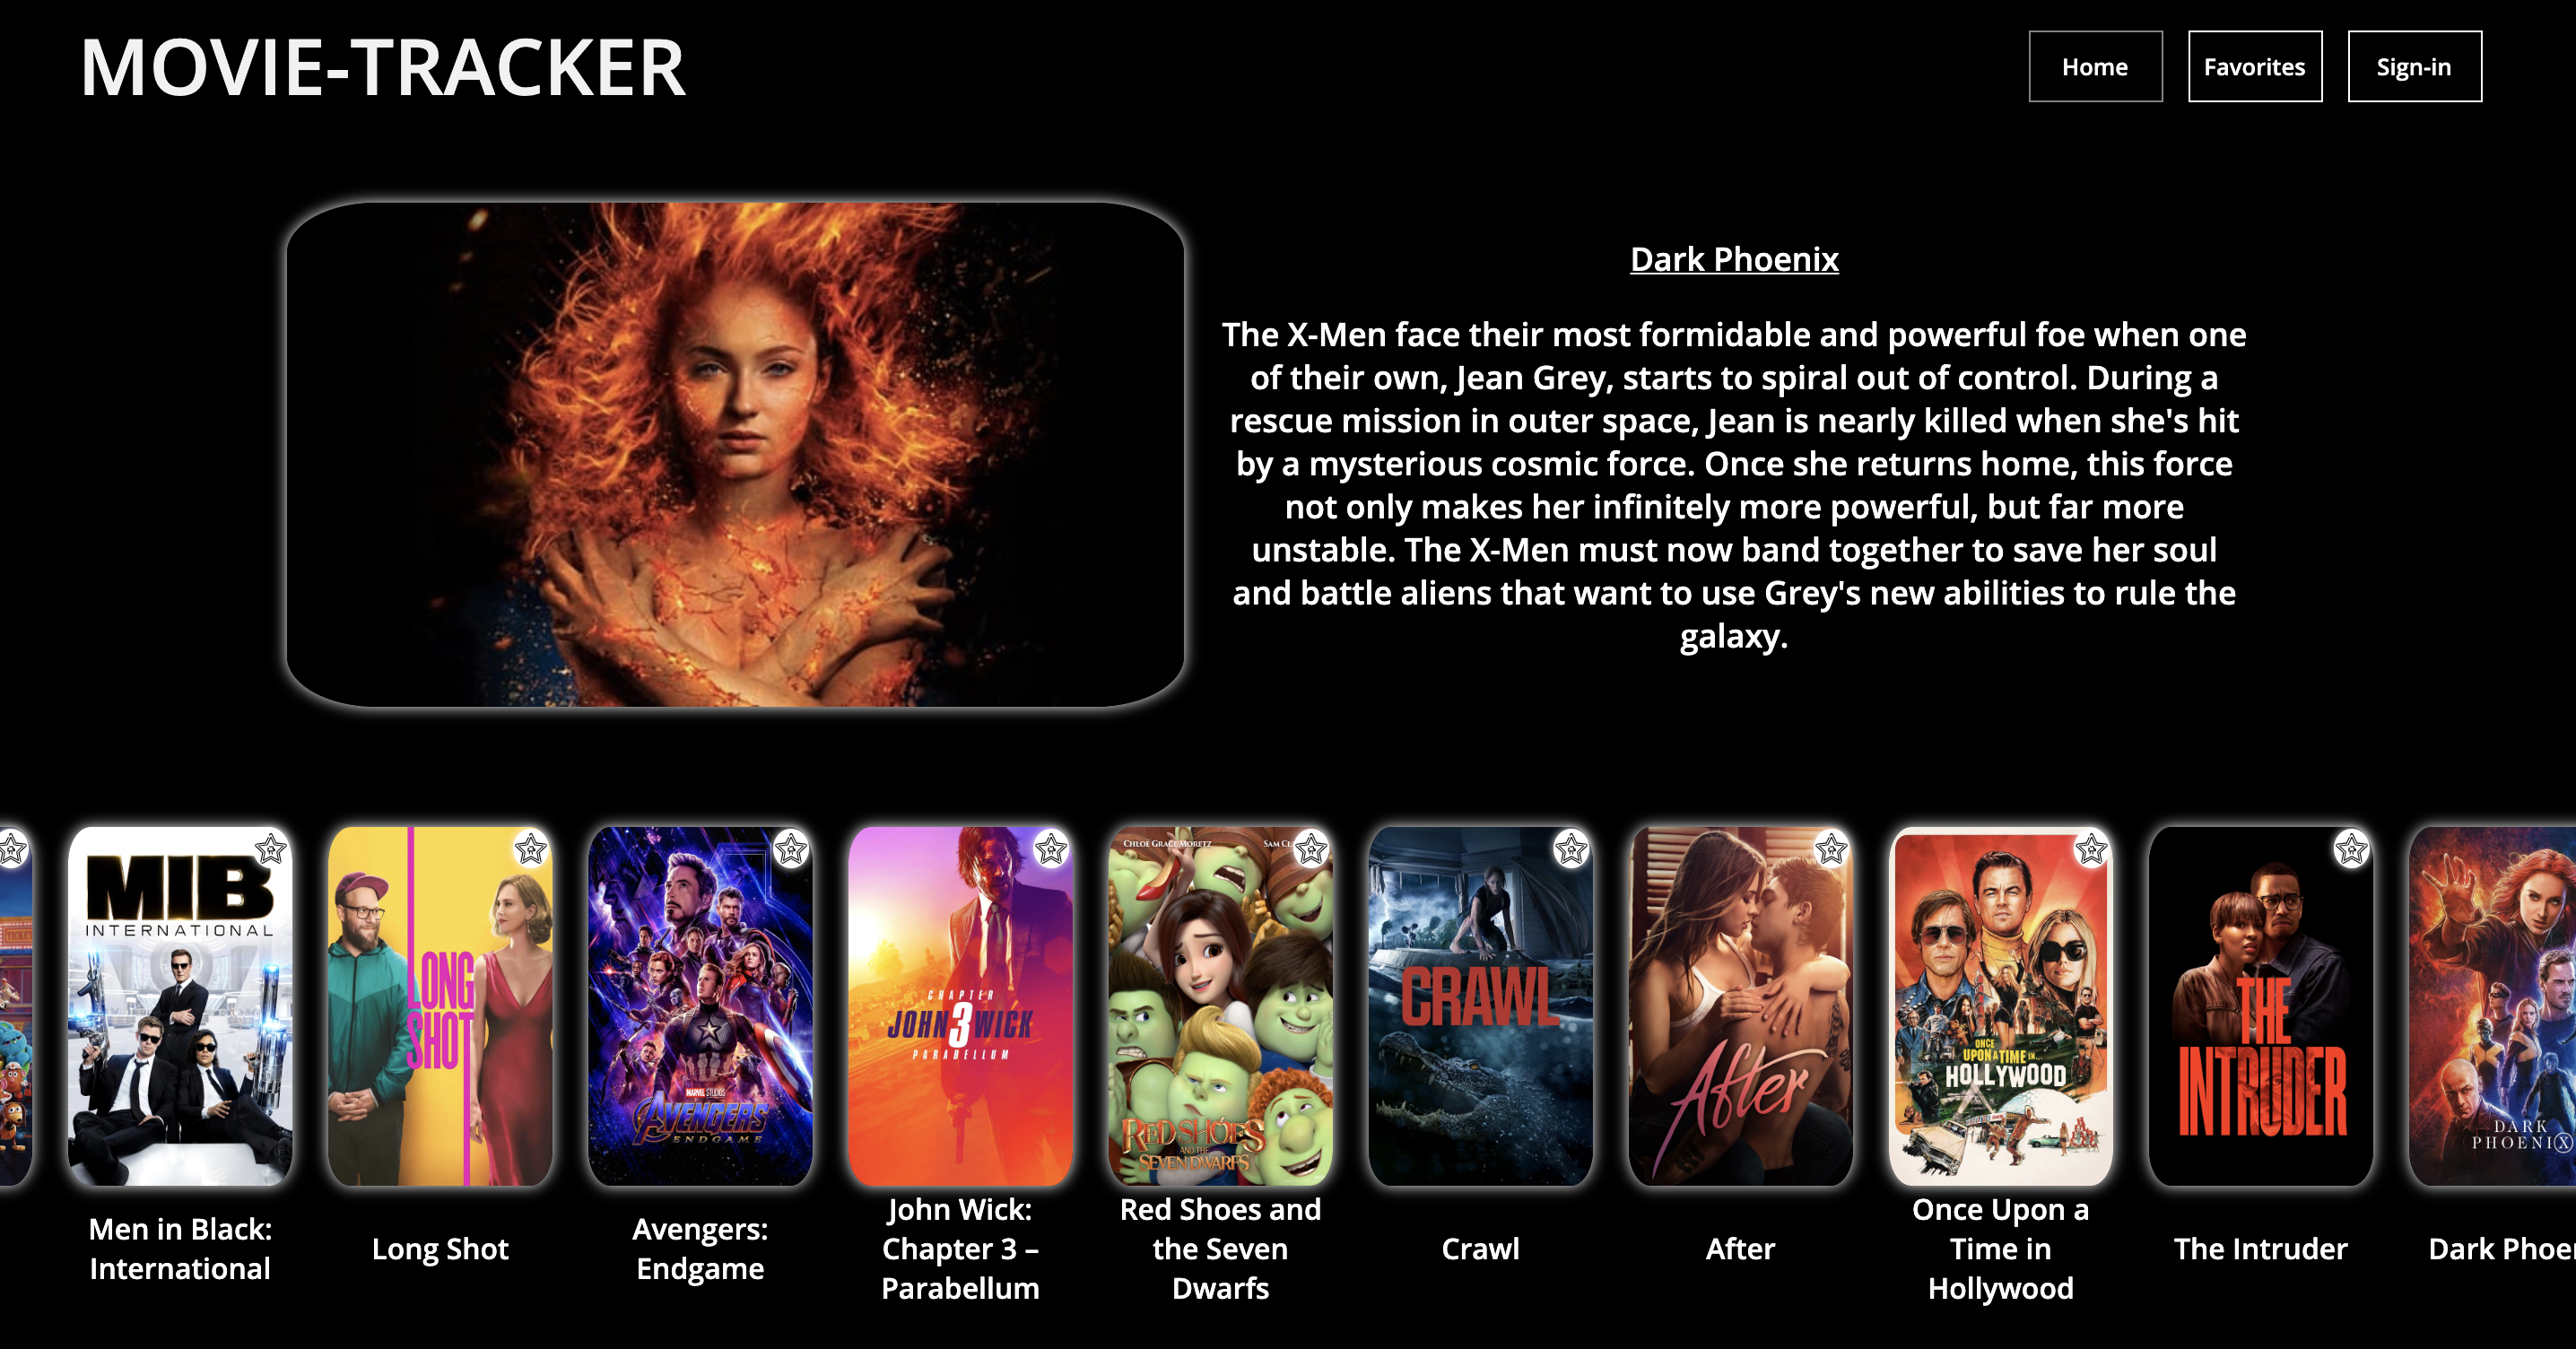 MOVIE-TRACKER
Home
Favorites
Sign-in
Dark Phoenix
The X-Men face their most formidable and powerful foe when one
of their own, Jean Grey, starts to spiral out of control. During a
rescue mission in outer space, Jean is nearly killed when she's hit
by a mysterious cosmic force. Once she returns home, this force
not only makes her infinitely more powerful, but far more
unstable. The X-Men must now band together to save her soul
and battle aliens that want to use Grey's new abilities to rule the
galaxy.
MIB
INTERNATIONAL
LONG
SHOT
MARVEL STUDIOS
AVENGERS
ENDGAME
CHAPTER
JOHN 3 WICK
PARABELLUM
CHLOE GRACE MORETZ
SAM CL
RED SHOES
AND THE
SEVEN DWARFS
CRAWL
After
ONCE
UPON A TIME IN...
HOLLYWOOD
THE
INTRUDER
DARK
PHOENIX
Men in Black:
International
Long Shot
Avengers:
Endgame
John Wick:
Chapter 3 –
Parabellum
Red Shoes and
the Seven
Dwarfs
Crawl
After
Once Upon a
Time in
Hollywood
The Intruder
Dark Phoe